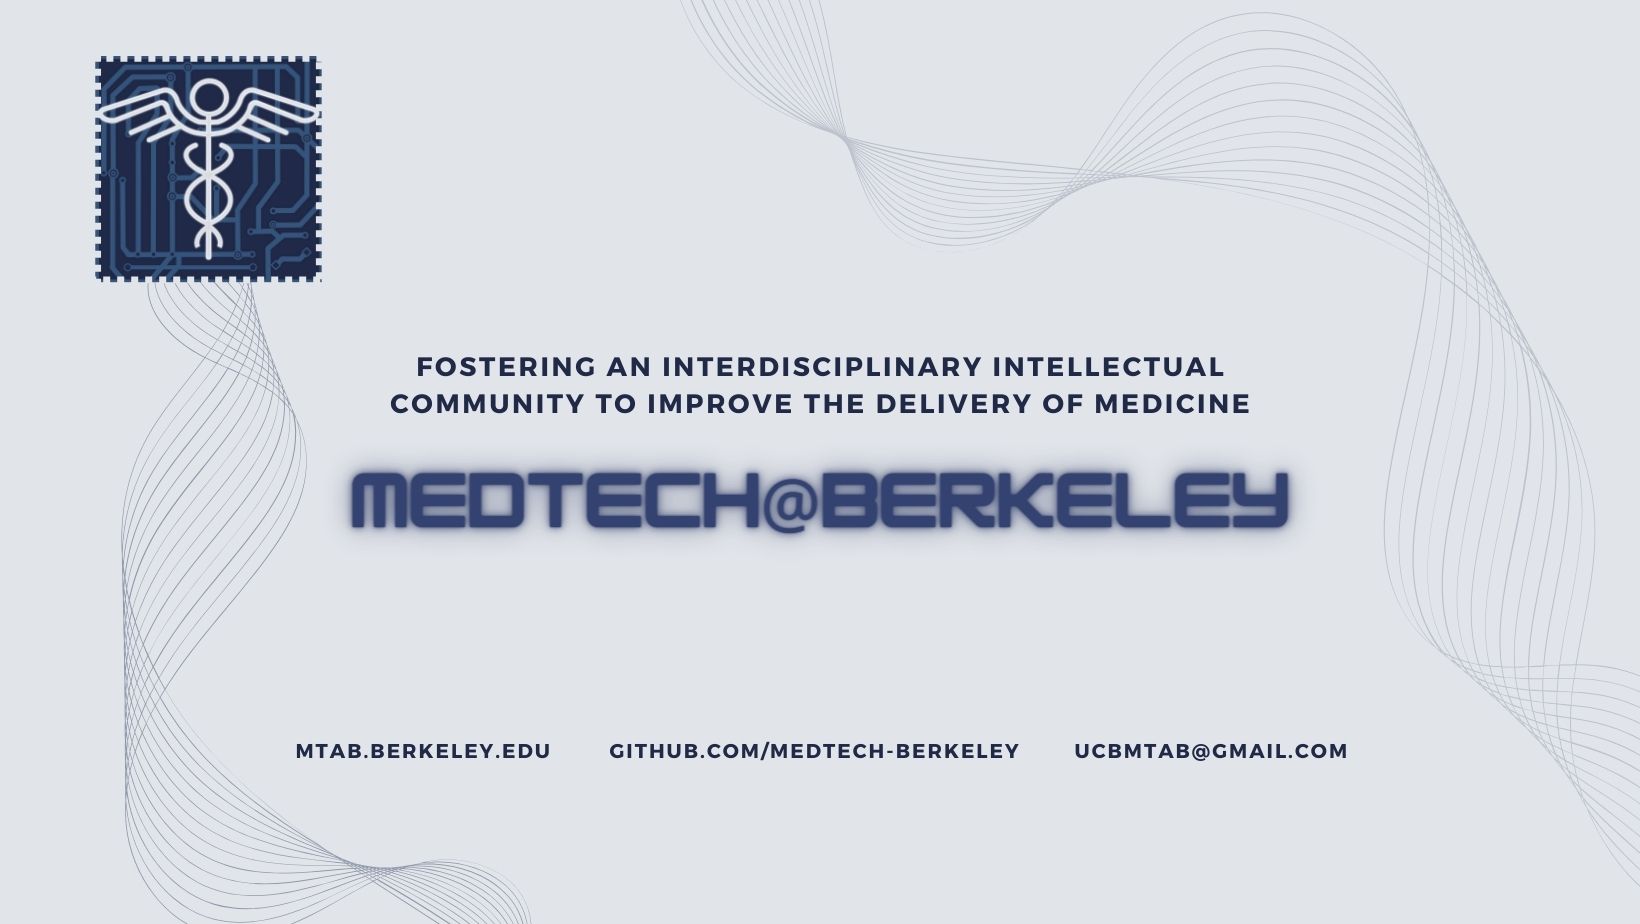 FOSTERING AN INTERDISCIPLINARY INTELLECTUAL
COMMUNITY TO IMPROVE THE DELIVERY OF MEDICINE
MEDTECH@BERKELEY
MTAB.BERKELEY.EDU
GITHUB.COM/MEDTECH-BERKELEY
UCBMTAB@GMAIL.COM